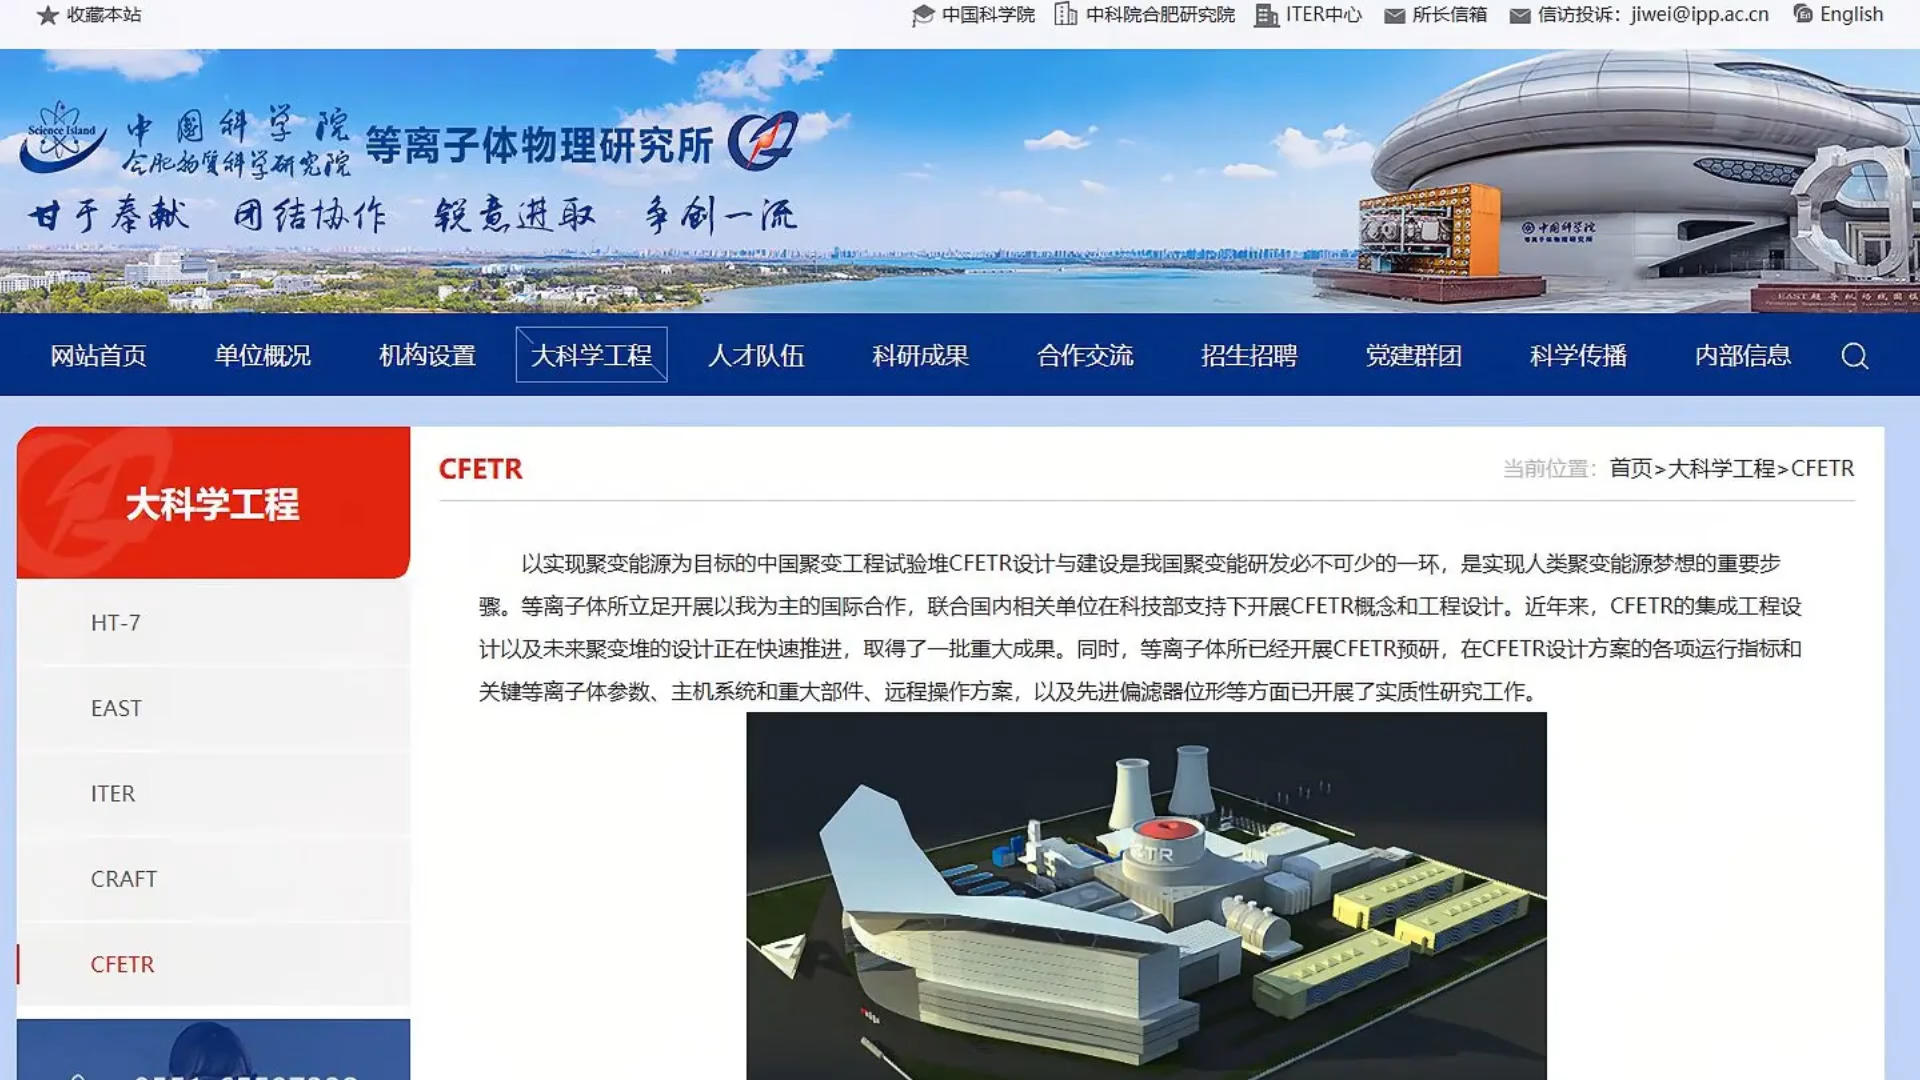 收藏本站
中国科学院
中科院合肥研究院
ITER中心
所长信箱
信访投诉：jiwei@ipp.ac.cn
English
Science Island
中国科学院
合肥物质科学研究院
等离子体物理研究所
甘于奉献 团结协作 锐意进取 争创一流
中国科学院
等离子体物理研究所
网站首页
单位概况
机构设置
大科学工程
人才队伍
科研成果
合作交流
招生招聘
党建群团
科学传播
内部信息
大科学工程
HT-7
EAST
ITER
CRAFT
CFETR
CFETR
当前位置：首页>大科学工程>CFETR
以实现聚变能源为目标的中国聚变工程试验堆CFETR设计与建设是我国聚变能研发必不可少的一环，是实现人类聚变能源梦想的重要步
骤。等离子体所立足开展以我为主的国际合作，联合国内相关单位在科技部支持下开展CFETR概念和工程设计。近年来，CFETR的集成工程设
计以及未来聚变堆的设计正在快速推进，取得了一批重大成果。同时，等离子体所已经开展CFETR预研，在CFETR设计方案的各项运行指标和
关键等离子体参数、主机系统和重大部件、远程操作方案，以及先进偏滤器位形等方面已开展了实质性研究工作。